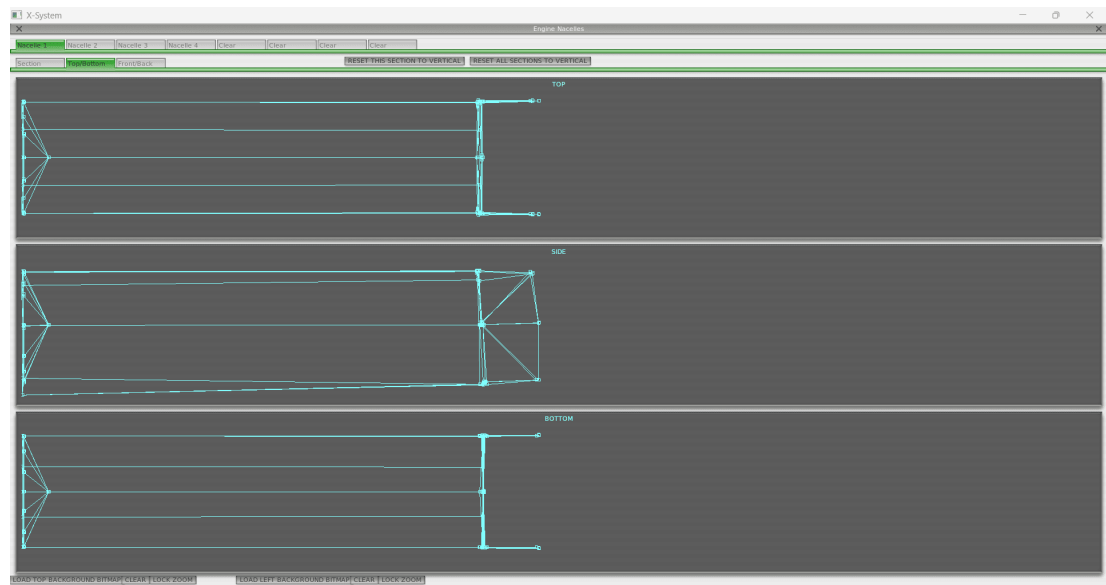 X-System
Engine Nacelles
Nacelle 1 Nacelle 2 Nacelle 3 Nacelle 4 Clear Clear Clear Clear
Section Top/Bottom Front/Back RESET THIS SECTION TO VERTICAL RESET ALL SECTIONS TO VERTICAL
TOP
SIDE
BOTTOM
LOAD TOP BACKGROUND BITMAP CLEAR LOCK ZOOM LOAD LEFT BACKGROUND BITMAP CLEAR LOCK ZOOM